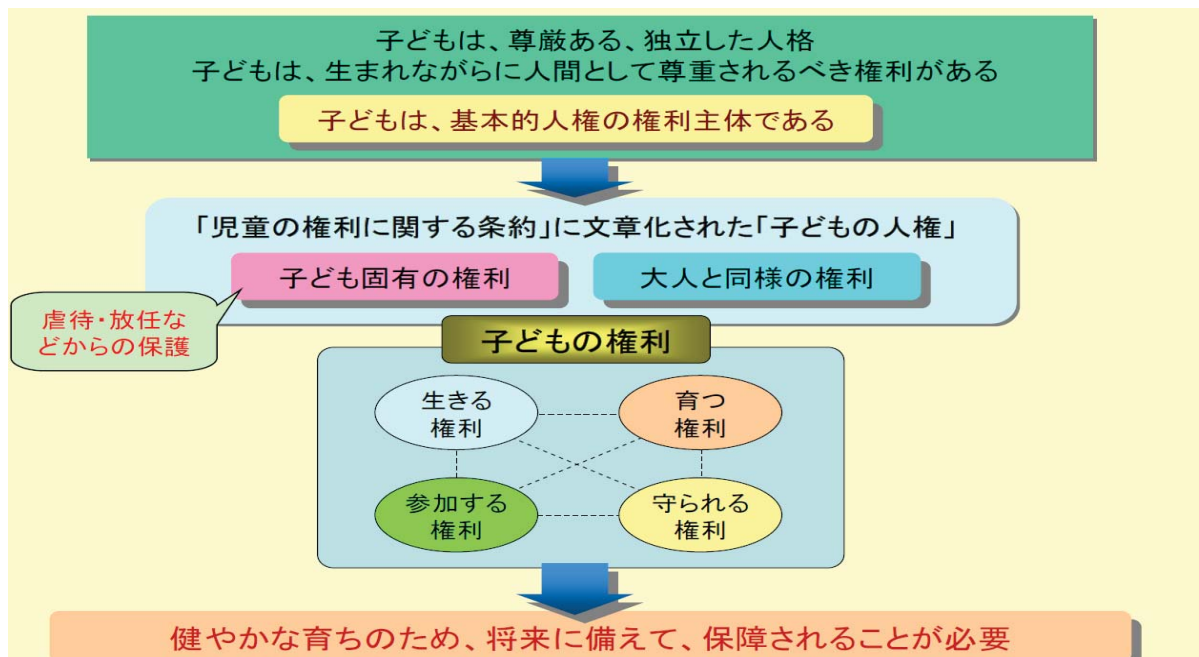 子どもは、尊厳ある、独立した人格
子どもは、生まれながらに人間として尊重されるべき権利がある
子どもは、基本的人権の権利主体である
「児童の権利に関する条約」に文章化された「子どもの人権」
子ども固有の権利
大人と同様の権利
虐待・放任な
どからの保護
子どもの権利
生きる
権利
育つ
権利
参加する
権利
守られる
権利
健やかな育ちのため、将来に備えて、保障されることが必要